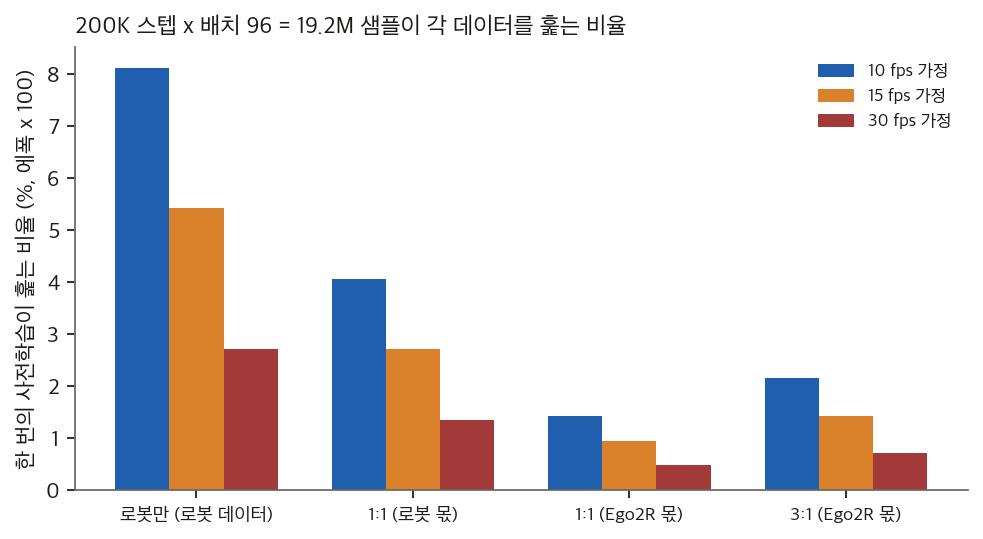 200K 스텝 x 배치 96 = 19.2M 샘플이 각 데이터를 훑는 비율
한 번의 사전학습이 훑는 비율 (%, 에폭 x 100)
8
7
6
5
4
3
2
1
0
10 fps 가정
15 fps 가정
30 fps 가정
로봇만 (로봇 데이터)
1:1 (로봇 몫)
1:1 (Ego2R 몫)
3:1 (Ego2R 몫)